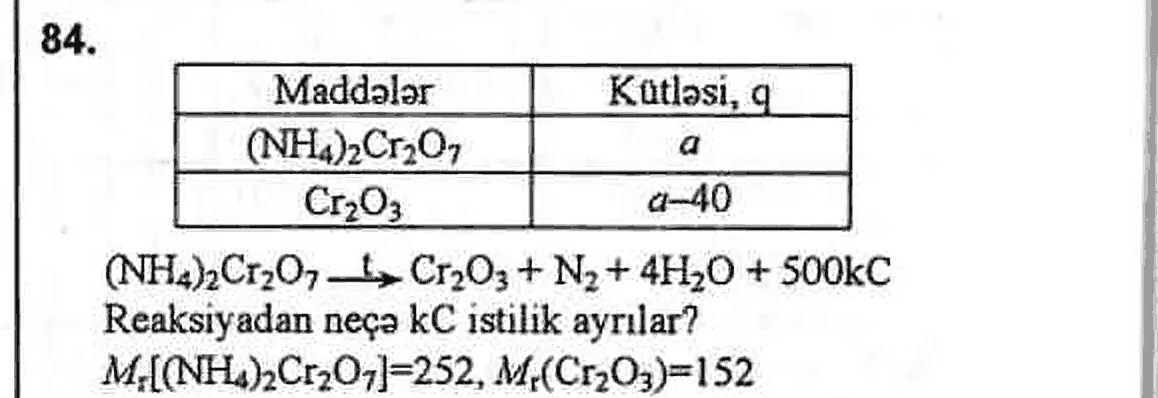 84.
Maddələr Kütləsi, q
(NH₄)₂Cr₂O₇ a
Cr₂O₃ a–40
(NH₄)₂Cr₂O₇ —t→ Cr₂O₃ + N₂ + 4H₂O + 500kC
Reaksiyadan neçə kC istilik ayrılar?
Mᵣ[(NH₄)₂Cr₂O₇]=252, Mᵣ(Cr₂O₃)=152